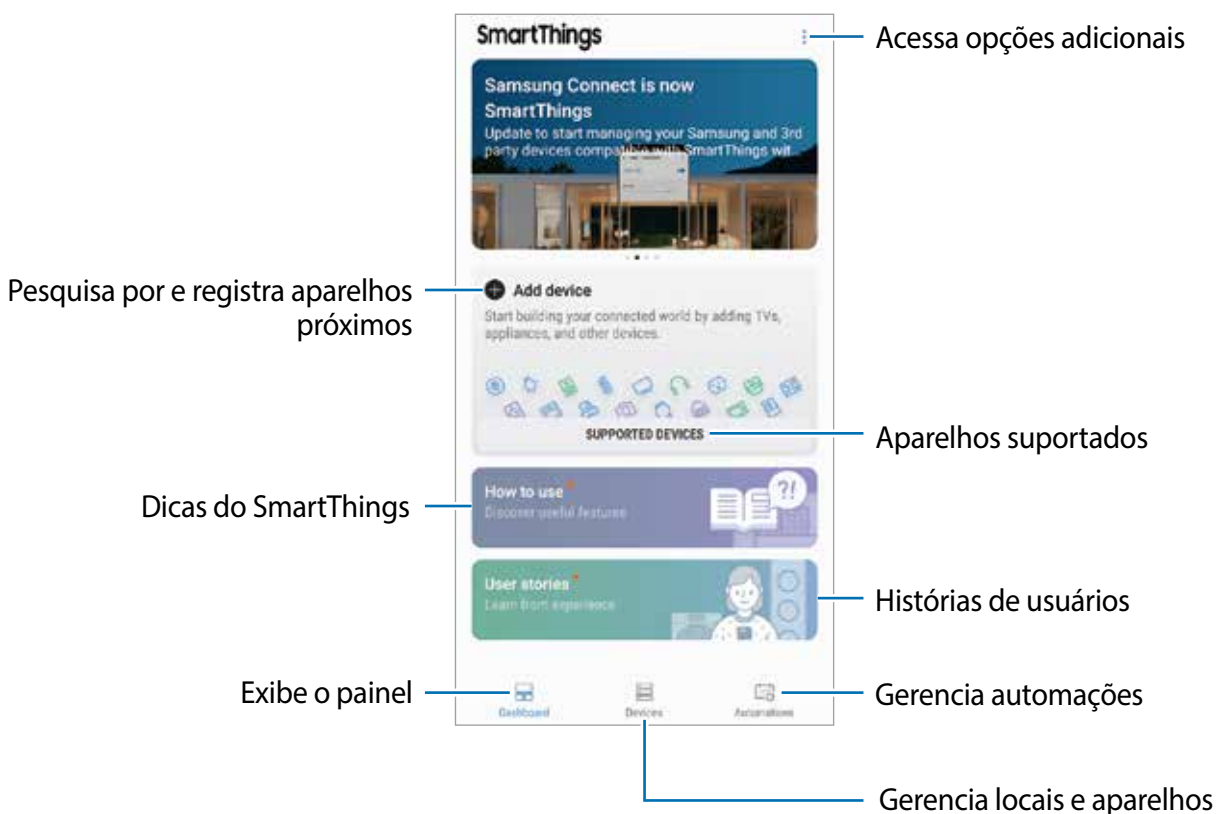 SmartThings
Acessa opções adicionais
Samsung Connect is now
SmartThings
Update to start managing your Samsung and 3rd
party devices compatible with SmartThings wit...
Pesquisa por e registra aparelhos
próximos
Add device
Start building your connected world by adding TVs,
appliances, and other devices.
SUPPORTED DEVICES
Aparelhos suportados
Dicas do SmartThings
How to use
Discover useful features
?!
User stories
Learn from experience
Histórias de usuários
Exibe o painel
Dashboard
Devices
Automations
Gerencia automações
Gerencia locais e aparelhos